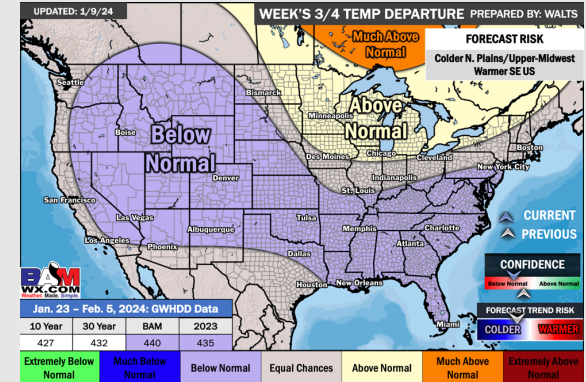 UPDATED: 1/9/24
WEEK'S 3/4 TEMP DEPARTURE PREPARED BY: WALTS
FORECAST RISK
Colder N. Plains/Upper-Midwest
Warmer SE US
Much Above
Normal
Seattle
Bismarck
Above
Normal
Minneapolis
Boise
Below
Normal
Boston
Des Moines
Chicago
Cleveland
New York City
Denver
Indianapolis
St. Louis
San Francisco
Las Vegas
Tulsa
Memphis
Charlotte
Albuquerque
Los Angeles
Phoenix
Atlanta
Dallas
Houston
New Orleans
Miami
CURRENT
PREVIOUS
CONFIDENCE
Below Normal
Above Normal
FORECAST TREND RISK
COLDER
WARMER
BAM
WX.COM
Weather. Made. Simple.
Jan. 23 – Feb. 5, 2024: GWHDD Data
10 Year 30 Year BAM 2023
427 432 440 435
Extremely Below
Normal
Much Below
Normal
Below Normal
Equal Chances
Above Normal
Much Above
Normal
Extremely Above
Normal